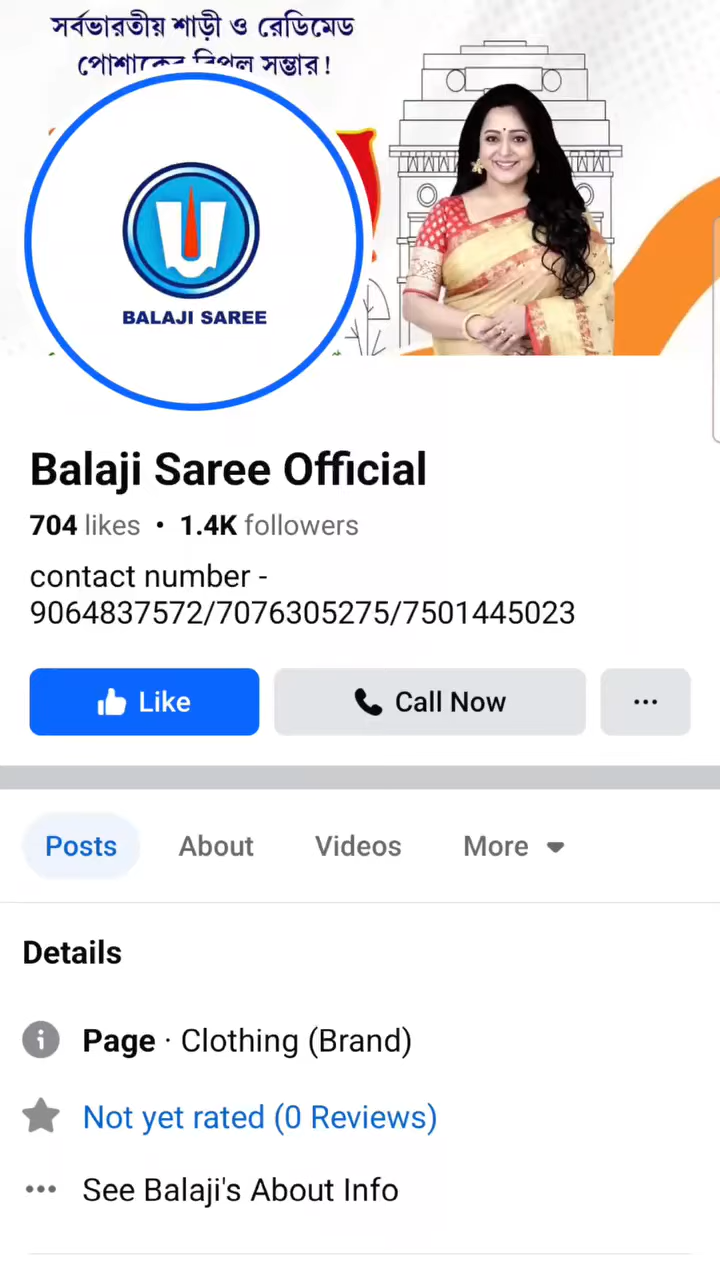 সর্বভারতীয় শাড়ী ও রেডিমেড
সম্ভার!
BALAJI SAREE
Balaji Saree Official
704 likes • 1.4K followers
contact number -
9064837572/7076305275/7501445023
Like
Call Now
Posts
About
Videos
More
Details
Page · Clothing (Brand)
Not yet rated (0 Reviews)
See Balaji's About Info